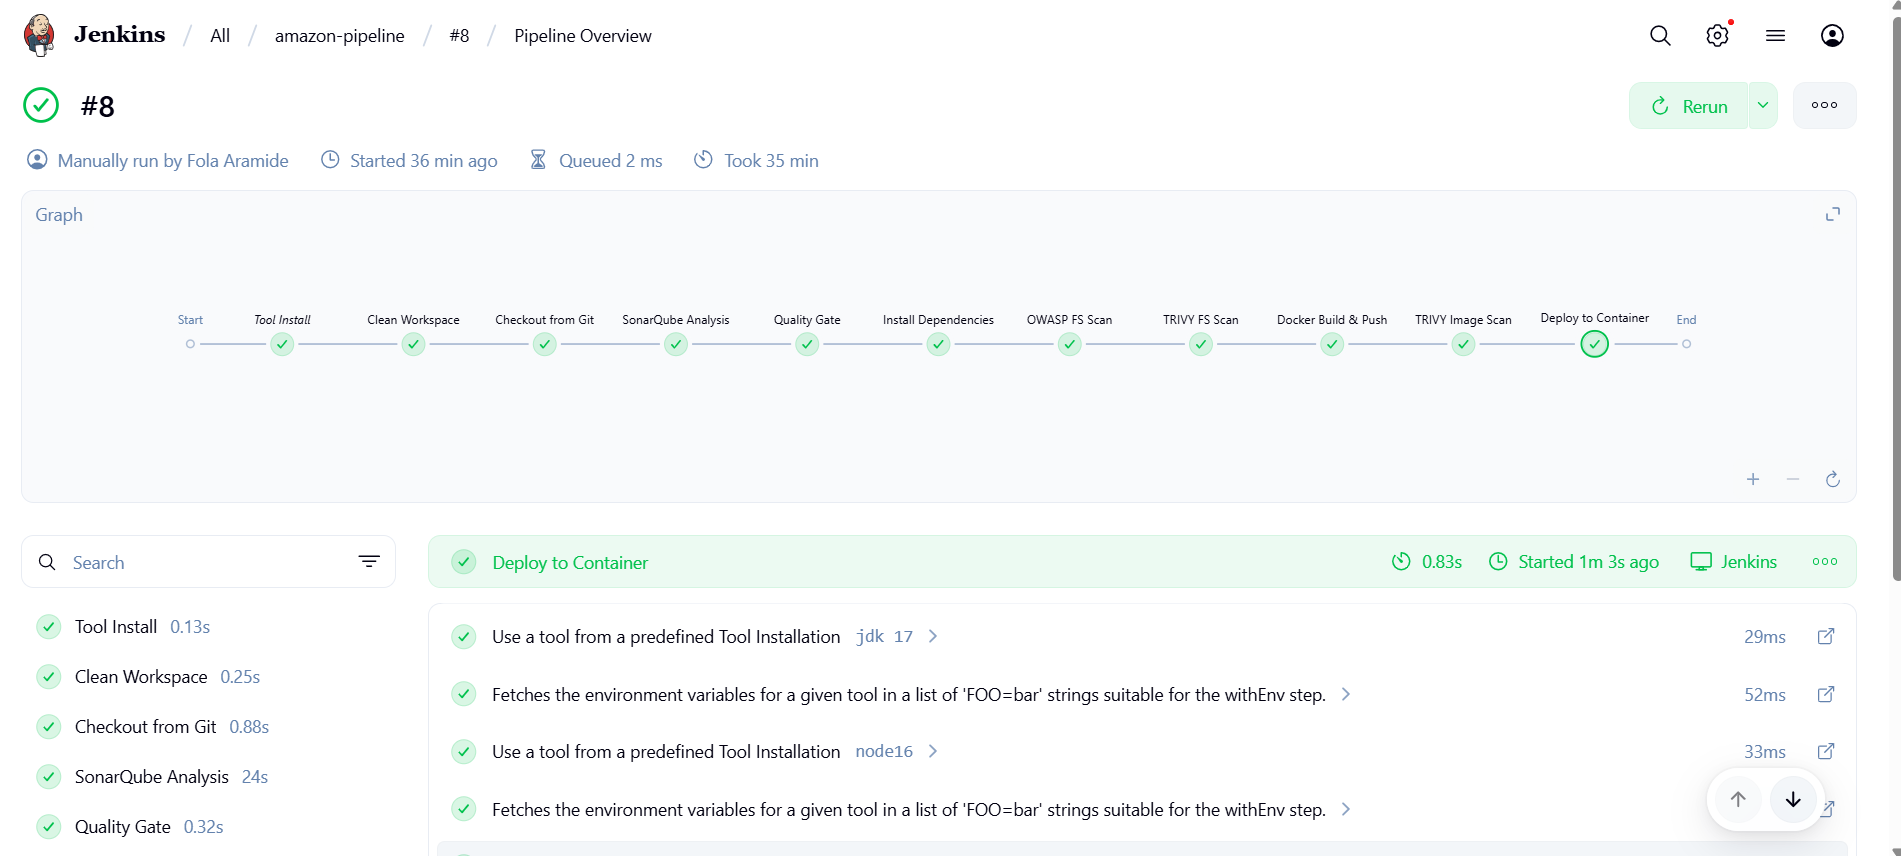 Jenkins / All / amazon-pipeline / #8 / Pipeline Overview
#8
Rerun
Manually run by Fola Aramide Started 36 min ago Queued 2 ms Took 35 min
Graph
Start Tool Install Clean Workspace Checkout from Git SonarQube Analysis Quality Gate Install Dependencies OWASP FS Scan TRIVY FS Scan Docker Build & Push TRIVY Image Scan Deploy to Container End
Search
Tool Install 0.13s
Clean Workspace 0.25s
Checkout from Git 0.88s
SonarQube Analysis 24s
Quality Gate 0.32s
Deploy to Container 0.83s Started 1m 3s ago Jenkins
Use a tool from a predefined Tool Installation jdk 17 29ms
Fetches the environment variables for a given tool in a list of 'FOO=bar' strings suitable for the withEnv step. 52ms
Use a tool from a predefined Tool Installation node16 33ms
Fetches the environment variables for a given tool in a list of 'FOO=bar' strings suitable for the withEnv step.